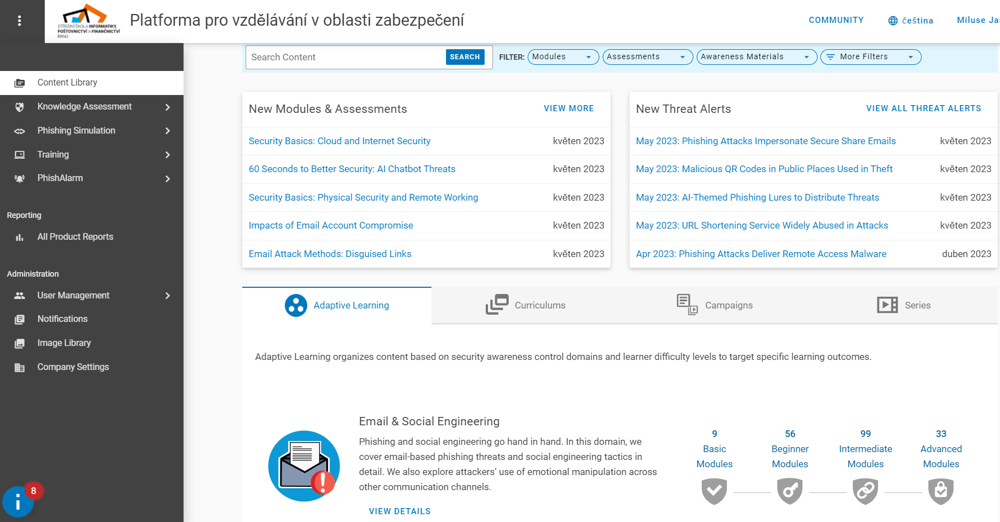 STŘEDNÍ ŠKOLA INFORMATIKY,
POŠTOVNICTVÍ A FINANČNICTVÍ
BRNO
Platforma pro vzdělávání v oblasti zabezpečení
COMMUNITY
čeština
Miluse Ja
Search Content
SEARCH
FILTER:
Modules
Assessments
Awareness Materials
More Filters
Content Library
Knowledge Assessment
Phishing Simulation
Training
PhishAlarm
Reporting
All Product Reports
Administration
User Management
Notifications
Image Library
Company Settings
8
New Modules & Assessments
VIEW MORE
Security Basics: Cloud and Internet Security květen 2023
60 Seconds to Better Security: AI Chatbot Threats květen 2023
Security Basics: Physical Security and Remote Working květen 2023
Impacts of Email Account Compromise květen 2023
Email Attack Methods: Disguised Links květen 2023
New Threat Alerts
VIEW ALL THREAT ALERTS
May 2023: Phishing Attacks Impersonate Secure Share Emails květen 2023
May 2023: Malicious QR Codes in Public Places Used in Theft květen 2023
May 2023: AI-Themed Phishing Lures to Distribute Threats květen 2023
May 2023: URL Shortening Service Widely Abused in Attacks květen 2023
Apr 2023: Phishing Attacks Deliver Remote Access Malware duben 2023
Adaptive Learning
Curriculums
Campaigns
Series
Adaptive Learning organizes content based on security awareness control domains and learner difficulty levels to target specific learning outcomes.
Email & Social Engineering
Phishing and social engineering go hand in hand. In this domain, we
cover email-based phishing threats and social engineering tactics in
detail. We also explore attackers' use of emotional manipulation across
other communication channels.
VIEW DETAILS
9
Basic
Modules
56
Beginner
Modules
99
Intermediate
Modules
33
Advanced
Modules